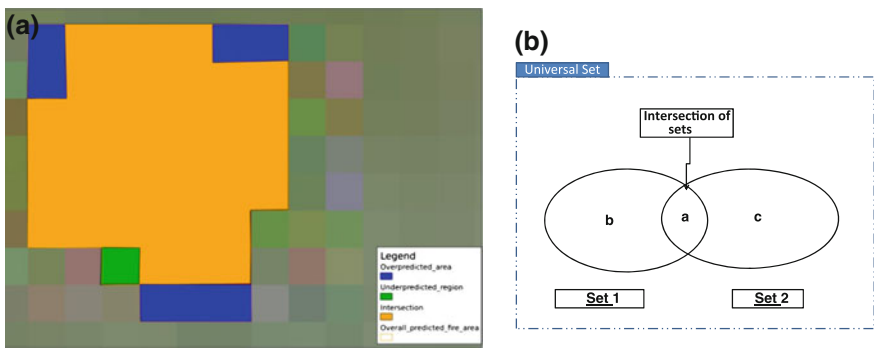 (a)
Legend
Overpredicted_area
Underpredicted_region
Intersection
Overall_predicted_fire_area
(b)
Universal Set
Intersection of
sets
b
a
c
Set 1
Set 2